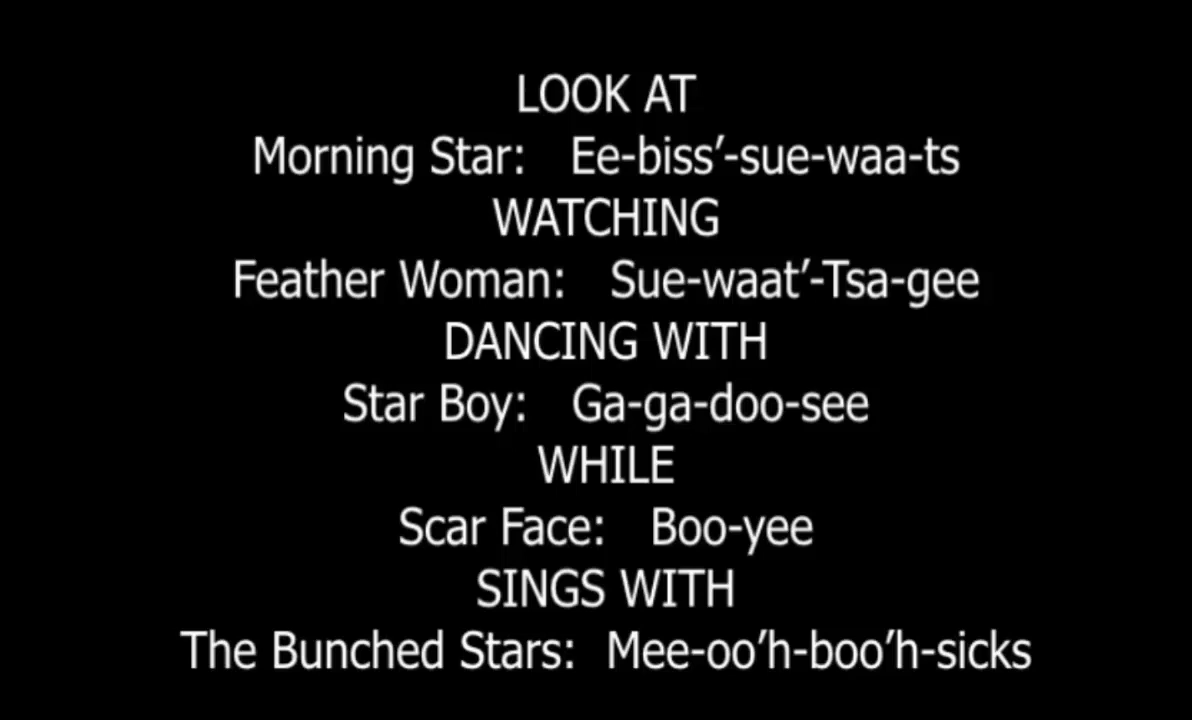 LOOK AT
Morning Star: Ee-biss’-sue-waa-ts
WATCHING
Feather Woman: Sue-waat’-Tsa-gee
DANCING WITH
Star Boy: Ga-ga-doo-see
WHILE
Scar Face: Boo-yee
SINGS WITH
The Bunched Stars: Mee-oo’h-boo’h-sicks